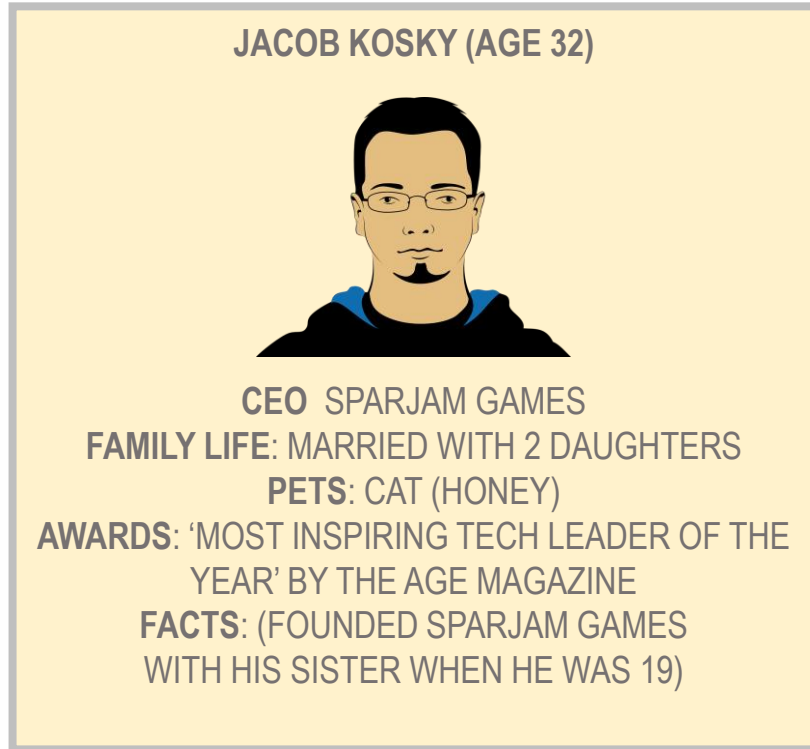 JACOB KOSKY (AGE 32)
CEO SPARJAM GAMES
FAMILY LIFE: MARRIED WITH 2 DAUGHTERS
PETS: CAT (HONEY)
AWARDS: ‘MOST INSPIRING TECH LEADER OF THE
YEAR’ BY THE AGE MAGAZINE
FACTS: (FOUNDED SPARJAM GAMES
WITH HIS SISTER WHEN HE WAS 19)